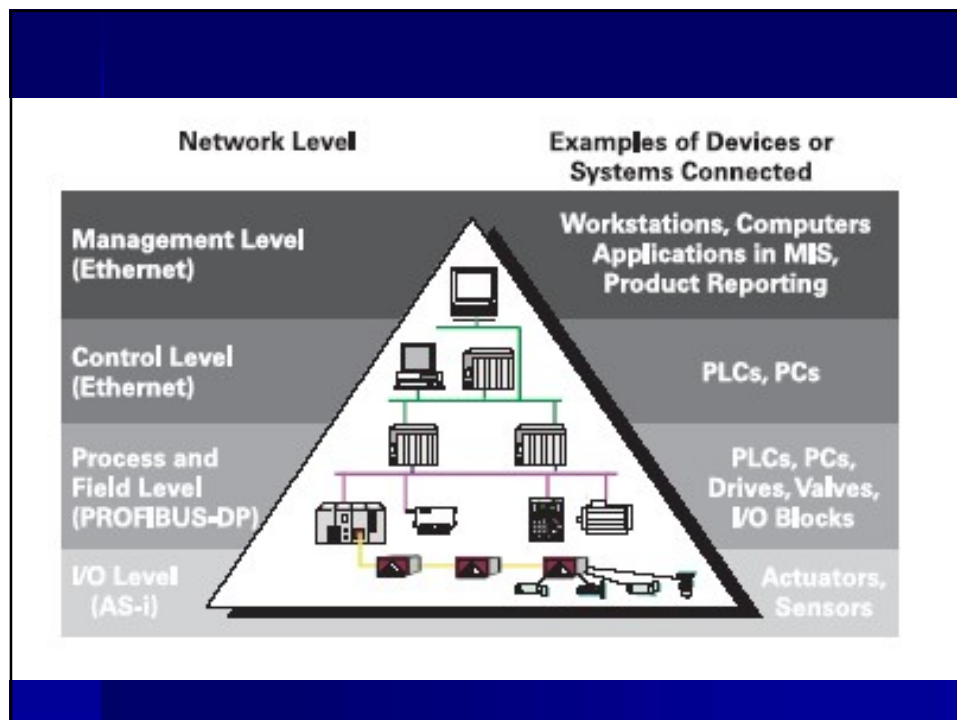 Network Level
Examples of Devices or
Systems Connected
Management Level
(Ethernet)
Workstations, Computers
Applications in MIS,
Product Reporting
Control Level
(Ethernet)
PLCs, PCs
Process and
Field Level
(PROFIBUS-DP)
PLCs, PCs,
Drives, Valves,
I/O Blocks
I/O Level
(AS-i)
Actuators,
Sensors